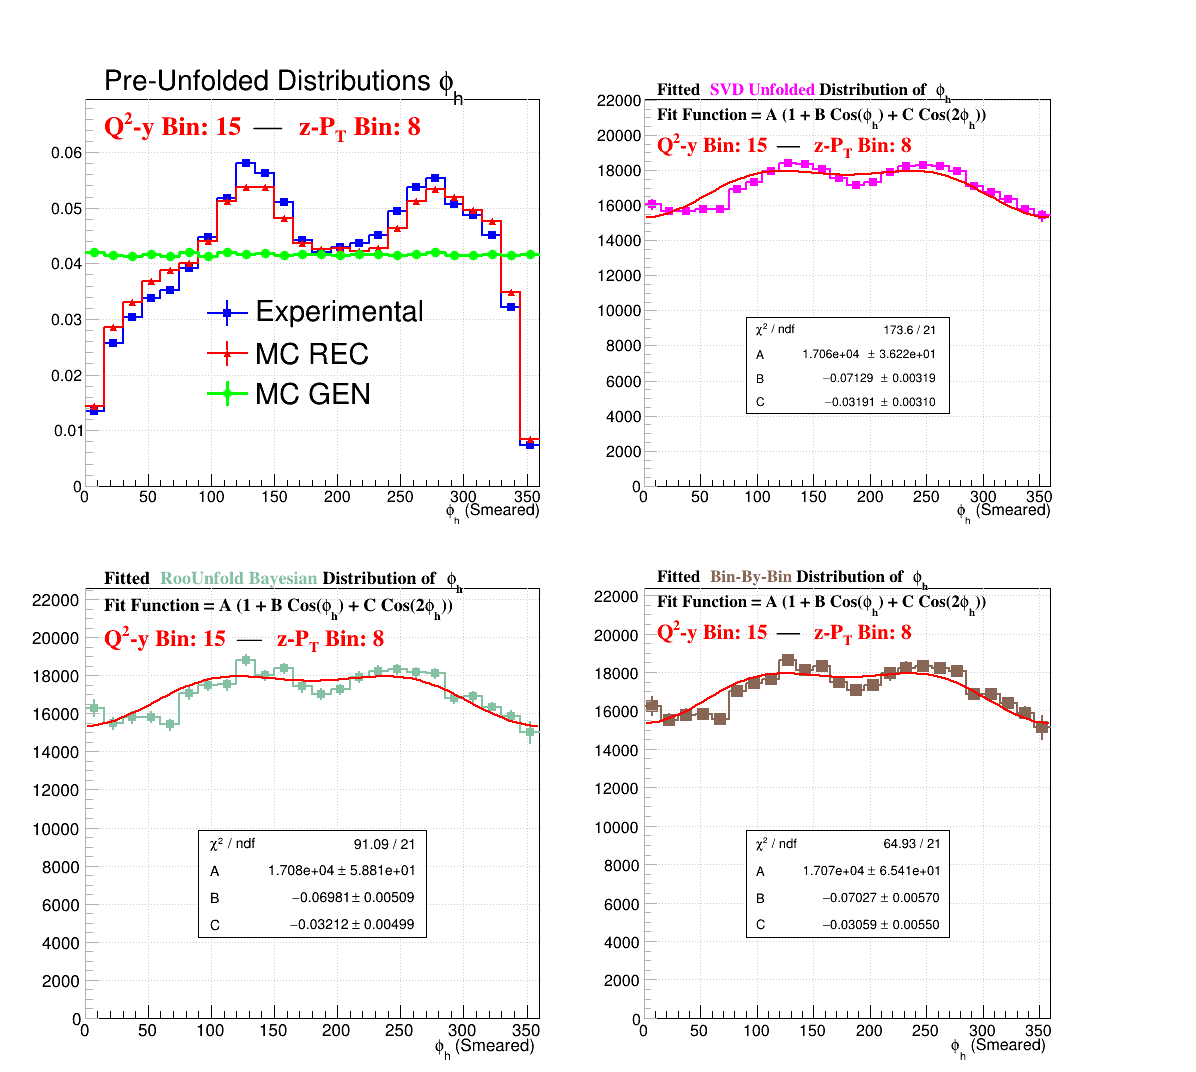 Pre-Unfolded Distributions ϕh
Q2-y Bin: 15 — z-PT Bin: 8
0.06
0.05
0.04
0.03
0.02
0.01
0
Experimental
MC REC
MC GEN
0 50 100 150 200 250 300 350
ϕh (Smeared)
Fitted SVD Unfolded Distribution of ϕh
Fit Function = A (1 + B Cos(ϕh) + C Cos(2ϕh))
Q2-y Bin: 15 — z-PT Bin: 8
22000
20000
18000
16000
14000
12000
10000
8000
6000
4000
2000
0
χ2 / ndf 173.6 / 21
A 1.706e+04 ± 3.622e+01
B −0.07129 ± 0.00319
C −0.03191 ± 0.00310
0 50 100 150 200 250 300 350
ϕh (Smeared)
Fitted RooUnfold Bayesian Distribution of ϕh
Fit Function = A (1 + B Cos(ϕh) + C Cos(2ϕh))
Q2-y Bin: 15 — z-PT Bin: 8
22000
20000
18000
16000
14000
12000
10000
8000
6000
4000
2000
0
χ2 / ndf 91.09 / 21
A 1.708e+04 ± 5.881e+01
B −0.06981 ± 0.00509
C −0.03212 ± 0.00499
0 50 100 150 200 250 300 350
ϕh (Smeared)
Fitted Bin-By-Bin Distribution of ϕh
Fit Function = A (1 + B Cos(ϕh) + C Cos(2ϕh))
Q2-y Bin: 15 — z-PT Bin: 8
22000
20000
18000
16000
14000
12000
10000
8000
6000
4000
2000
0
χ2 / ndf 64.93 / 21
A 1.707e+04 ± 6.541e+01
B −0.07027 ± 0.00570
C −0.03059 ± 0.00550
0 50 100 150 200 250 300 350
ϕh (Smeared)